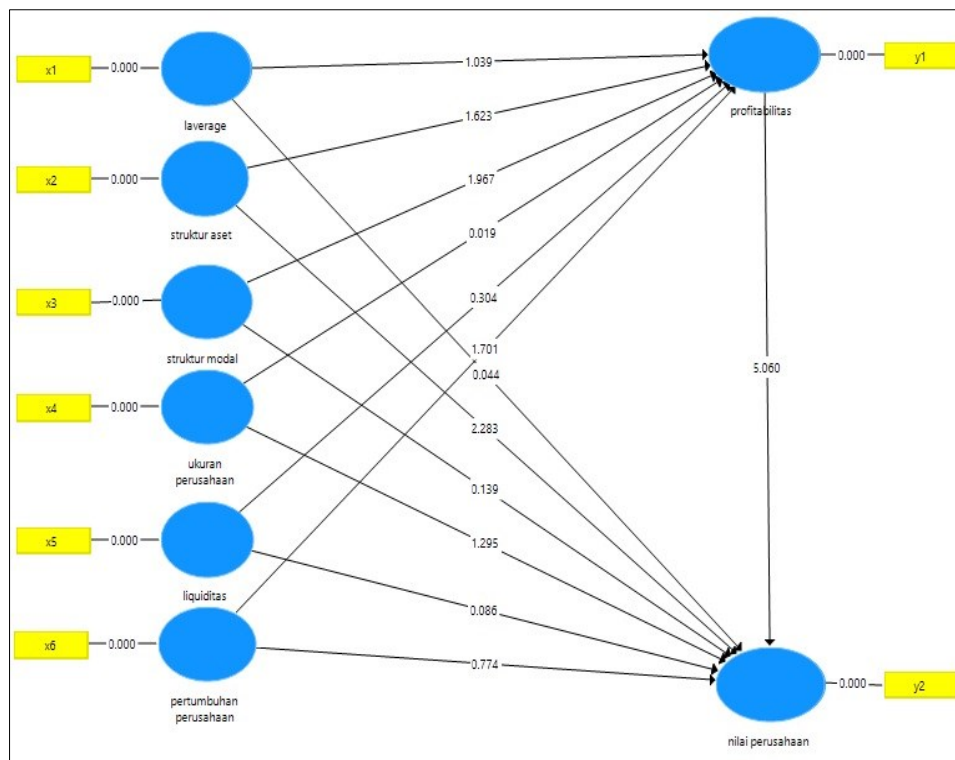 x1
0.000
laverage
x2
0.000
struktur aset
x3
0.000
struktur modal
x4
0.000
ukuran
perusahaan
x5
0.000
liquiditas
x6
0.000
pertumbuhan
perusahaan
1.039
1.623
1.967
0.019
0.304
1.701
0.044
2.283
0.139
1.295
0.086
0.774
5.060
profitabilitas
0.000
y1
nilai perusahaan
0.000
y2